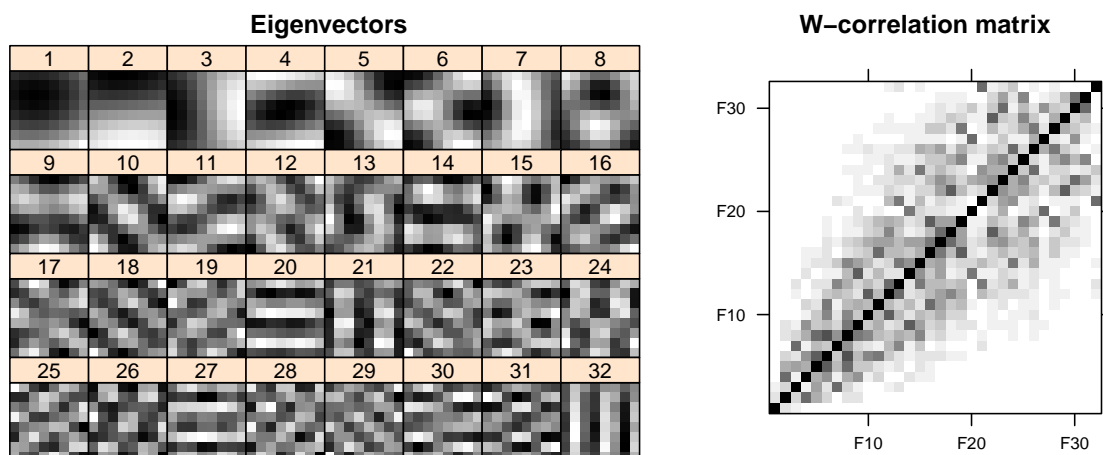 Eigenvectors
1 2 3 4 5 6 7 8
9 10 11 12 13 14 15 16
17 18 19 20 21 22 23 24
25 26 27 28 29 30 31 32
W−correlation matrix
F30
F20
F10
F10 F20 F30